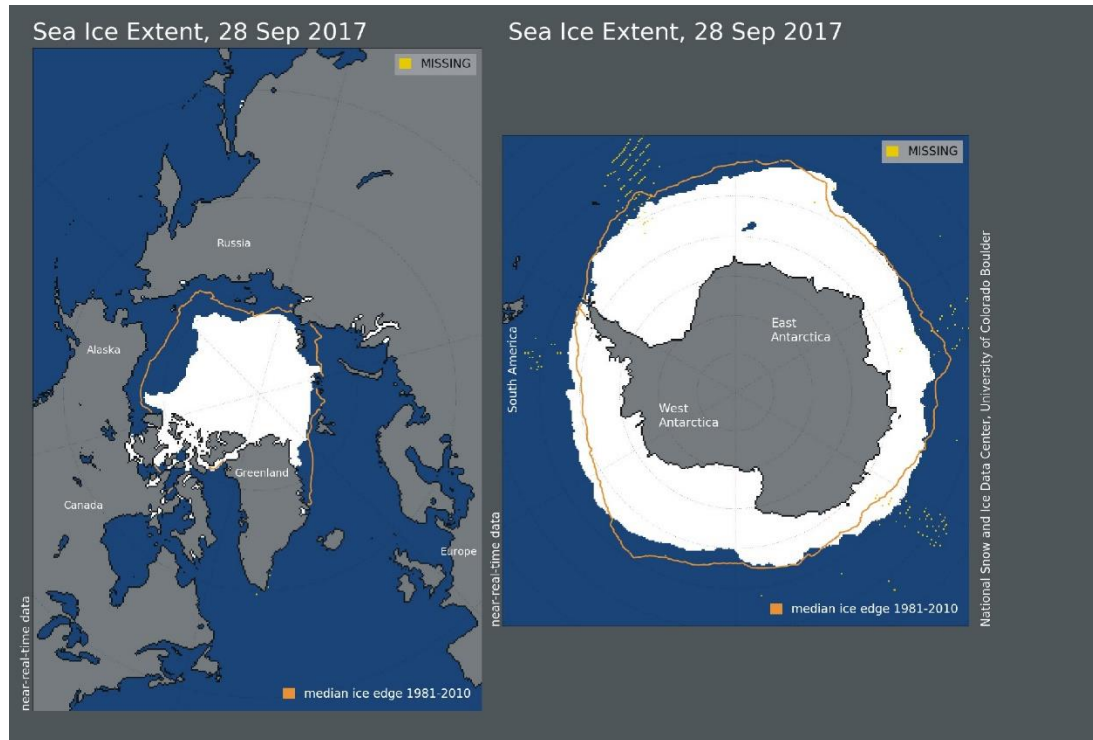 Sea Ice Extent, 28 Sep 2017
MISSING
Russia
Alaska
Greenland
Canada
Europe
near-real-time data
median ice edge 1981-2010
Sea Ice Extent, 28 Sep 2017
MISSING
East
Antarctica
South America
West
Antarctica
near-real-time data
median ice edge 1981-2010
National Snow and Ice Data Center, University of Colorado Boulder